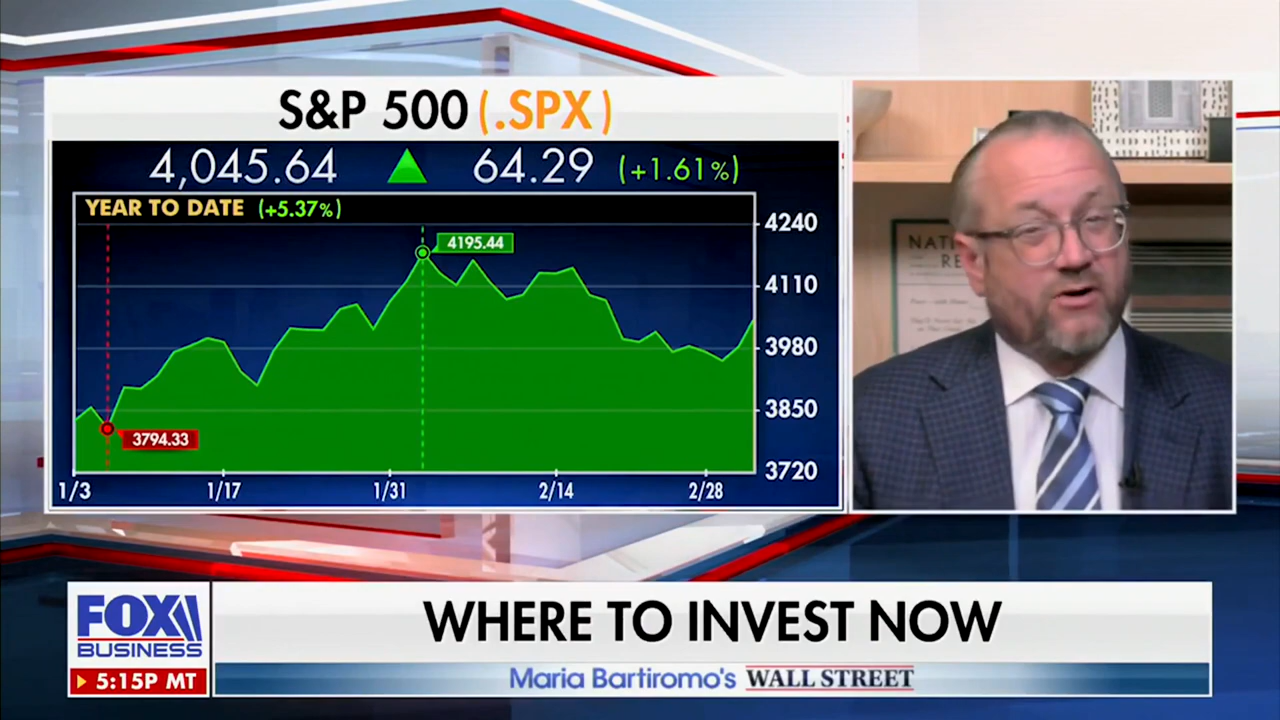 S&P 500 (.SPX)
4,045.64 ▲ 64.29 (+1.61%)
YEAR TO DATE (+5.37%)
4195.44
3794.33
4240
4110
3980
3850
3720
1/3 1/17 1/31 2/14 2/28
NATI
RE
FOX
BUSINESS
5:15P MT
WHERE TO INVEST NOW
Maria Bartiromo's WALL STREET